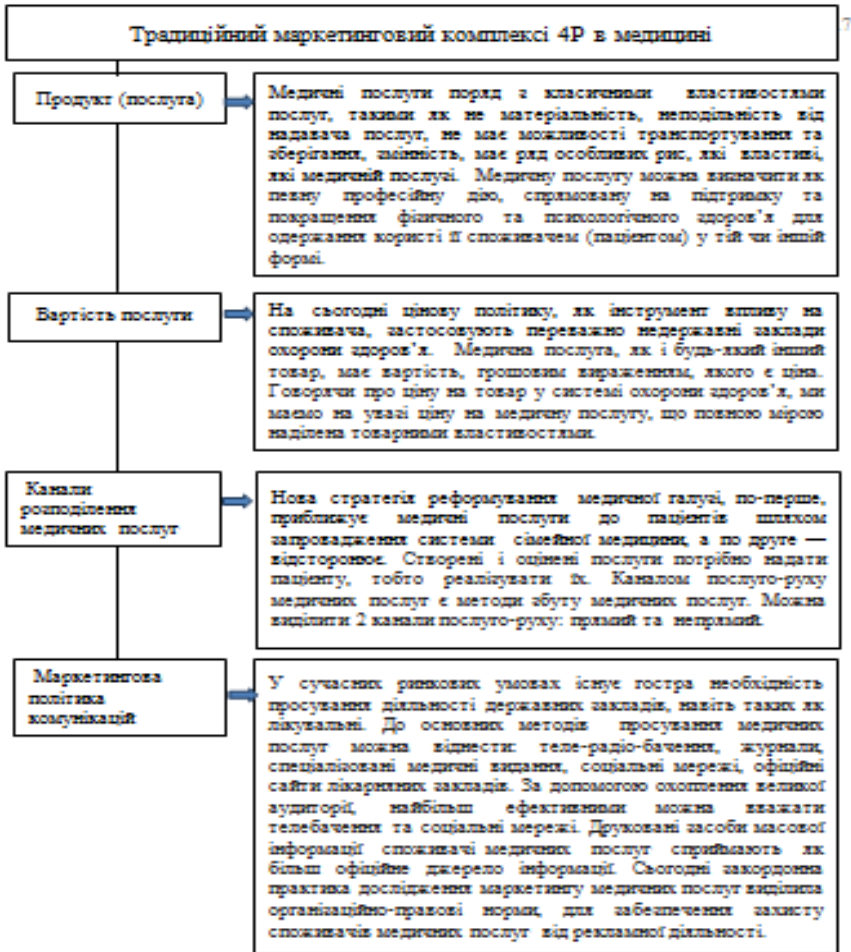 Традиційний маркетинговий комплексі 4Р в медицині
7
Продукт (послуга)
Медичні послуги поряд з класичними властивостями
послуг, такими як не матеріальність, неподільність від
надавача послуг, не має можливості транспортування та
зберігання, змінність, має ряд особливих рис, які властиві,
які медичній послузі. Медичну послугу можна визначити як
певну професійну дію, спрямовану на підтримку та
покращення фізичного та психологічного здоров’я для
одержання користі її споживачем (пацієнтом) у тій чи іншій
формі.
Вартість послуги
На сьогодні цінову політику, як інструмент впливу на
споживача, застосовують переважно недержавні заклади
охорони здоров’я. Медична послуга, як і будь-який інший
товар, має вартість, грошовим вираженням, якого є ціна.
Говорячи про ціну на товар у системі охорони здоров’я, ми
маємо на увазі ціну на медичну послугу, що повною мірою
наділена товарними властивостями.
Канали
розподілення
медичних послуг
Нова стратегія реформування медичної галузі, по-перше,
приближує медичні послуги до пацієнтів шляхом
запровадження системи сімейної медицини, а по друге —
відсторонює. Створені і оцінені послуги потрібно надати
пацієнту, тобто реалізувати їх. Каналом послуго-руху
медичних послуг є методи збуту медичних послуг. Можна
виділити 2 канали послуго-руху: прямий та непрямий.
Маркетингова
політика
комунікацій
У сучасних ринкових умовах існує гостра необхідність
просування діяльності державних закладів, навіть таких як
лікувальні. До основних методів просування медичних
послуг можна віднести: теле-радіо-бачення, журнали,
спеціалізовані медичні видання, соціальні мережі, офіційні
сайти лікарняних закладів. За допомогою охоплення великої
аудиторії, найбільш ефективними можна вважати
телебачення та соціальні мережі. Друковані засоби масової
інформації споживачі медичних послуг сприймають як
більш офіційне джерело інформації. Сьогодні закордонна
практика дослідження маркетингу медичних послуг виділила
організаційно-правові норми, для забезпечення захисту
споживачів медичних послуг від рекламної діяльності.